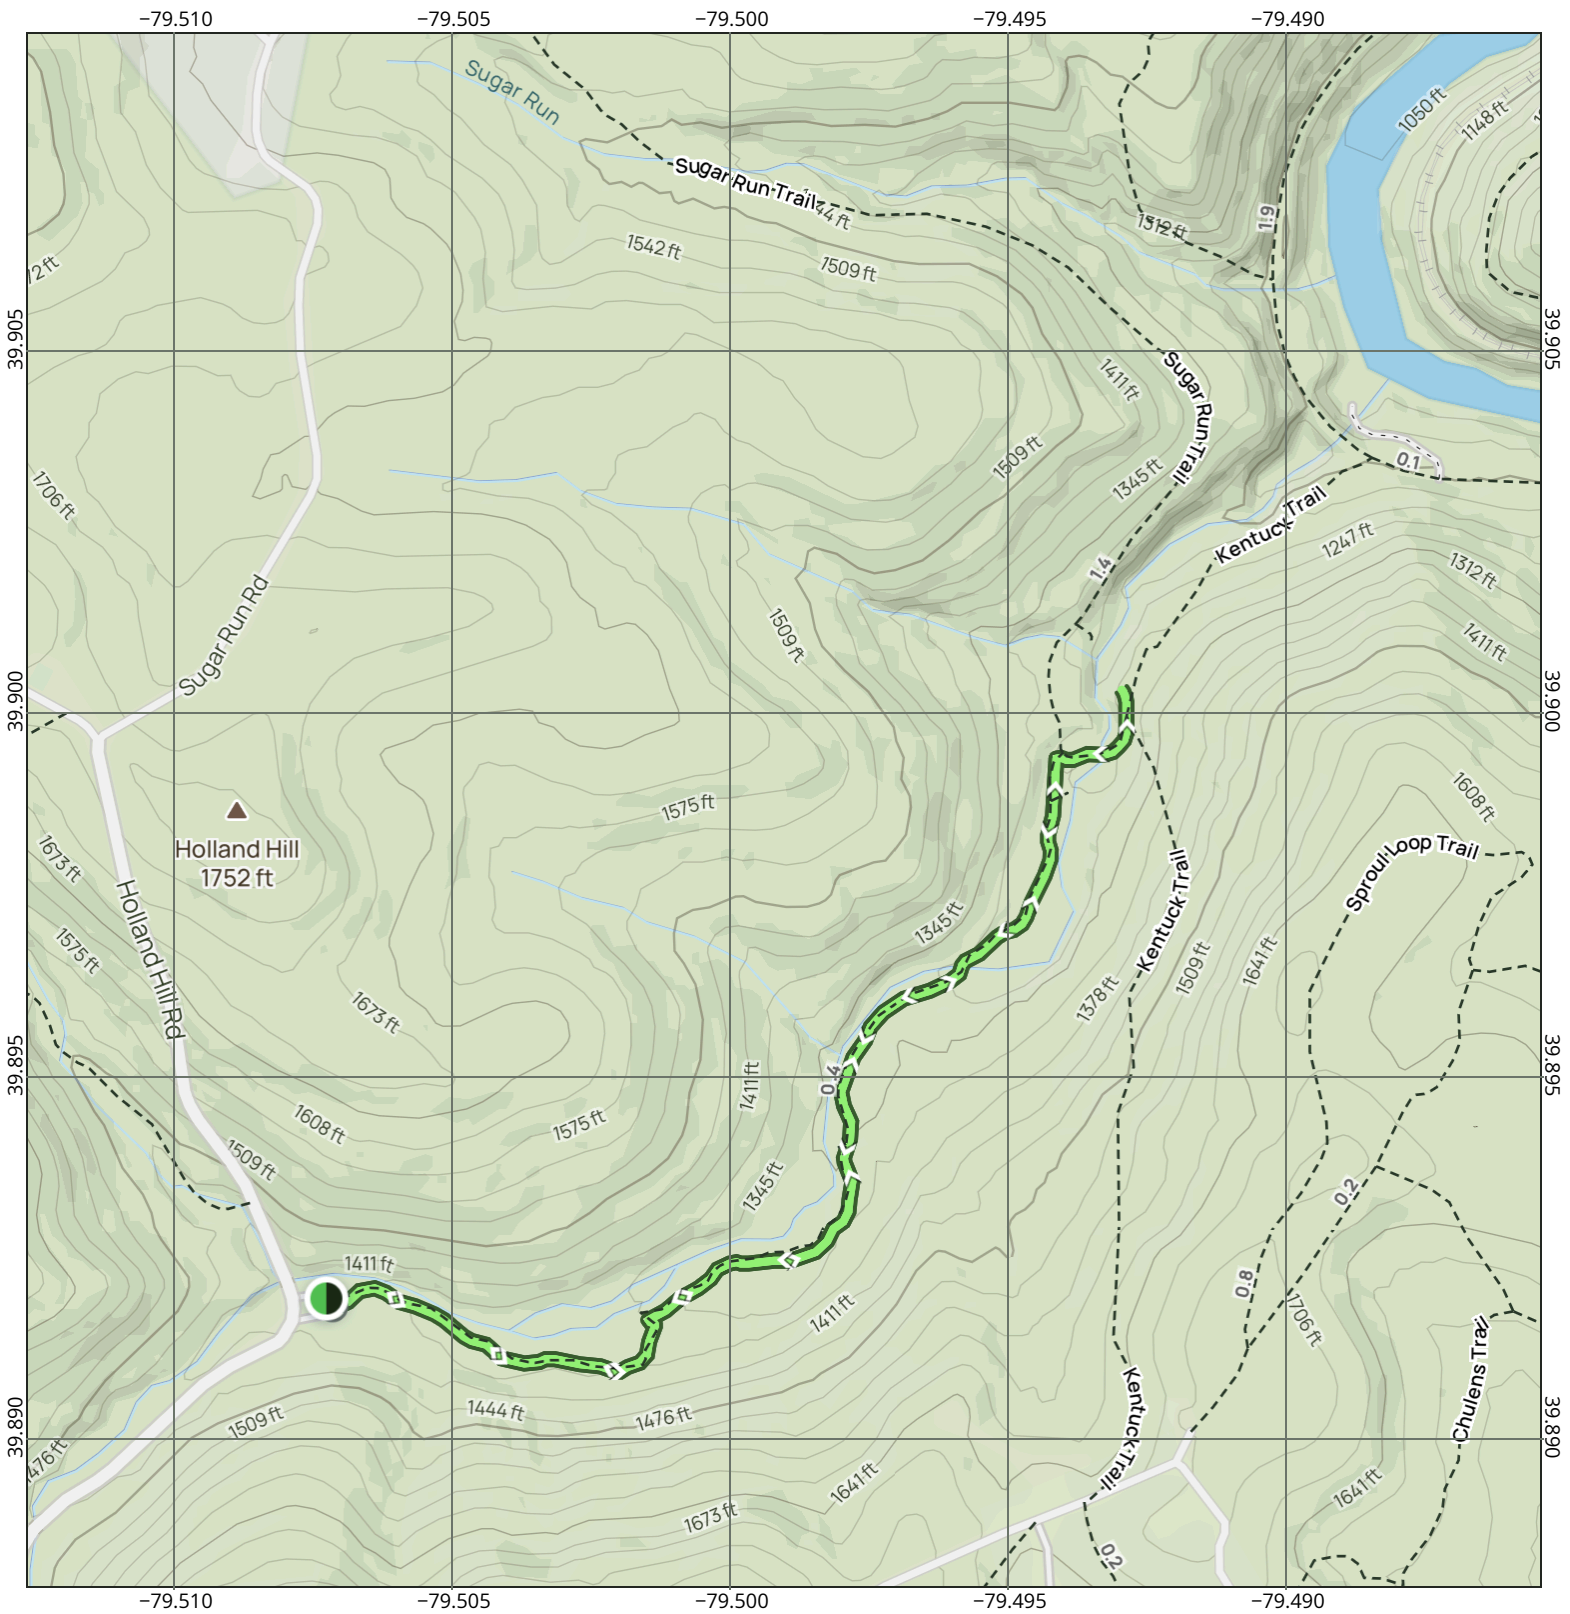 −79.510
−79.505
−79.500
−79.495
−79.490
Sugar Run
1050 ft
1148 ft
Sugar Run Trail
44 ft
1312 ft
1.9
1542 ft
1509 ft
72 ft
39.905
39.905
Sugar Run Trail
1411 ft
1509 ft
1345 ft
0.1
1706 ft
Kentuck Trail
1247 ft
1312 ft
1.4
Sugar Run Rd
1509 ft
1411 ft
39.900
39.900
1575 ft
1608 ft
Holland Hill
1752 ft
1673 ft
Sproul Loop Trail
Holland Hill Rd
Kentuck Trail
1345 ft
1575 ft
1509 ft
1641 ft
1378 ft
1673 ft
39.895
39.895
0.4
1411 ft
1608 ft
1575 ft
1509 ft
1345 ft
0.2
1411 ft
0.8
1411 ft
1706 ft
Chulens Trail
Kentuck Trail
1444 ft
1476 ft
1509 ft
39.890
39.890
1476 ft
1641 ft
1641 ft
1673 ft
0.2
−79.510
−79.505
−79.500
−79.495
−79.490